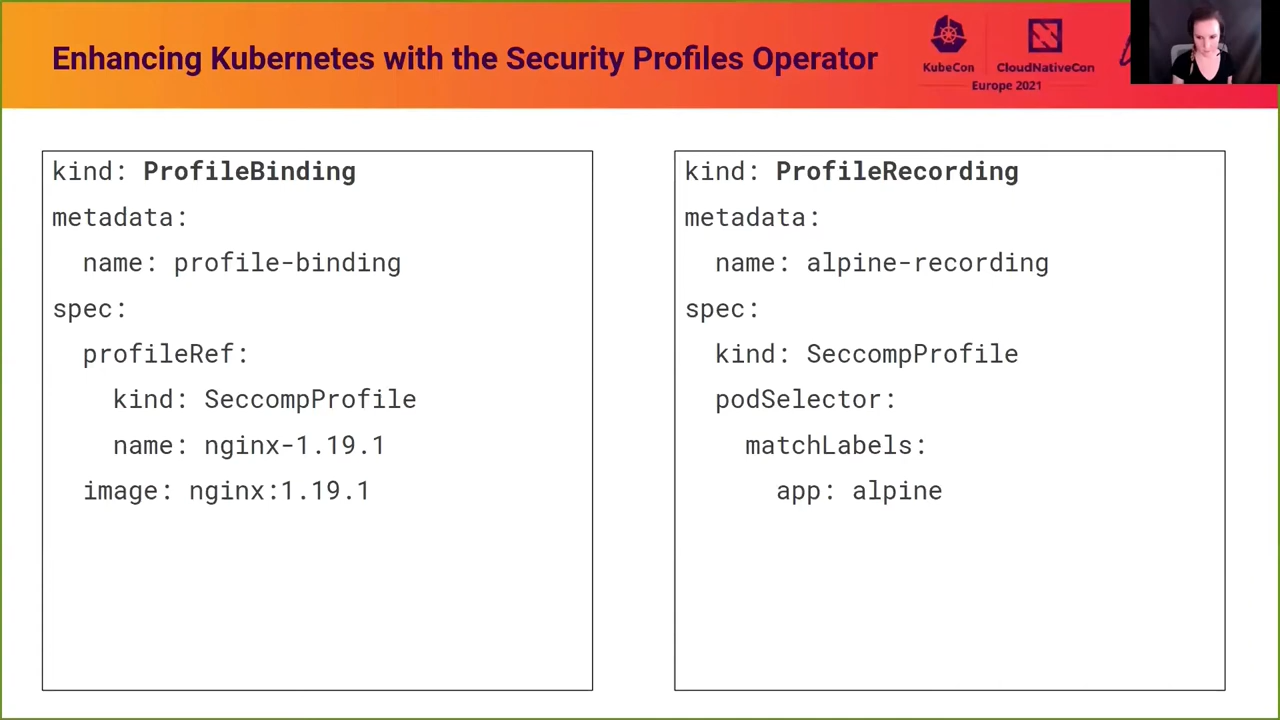 Enhancing Kubernetes with the Security Profiles Operator
KubeCon
CloudNativeCon
Europe 2021
kind: ProfileBinding
metadata:
  name: profile-binding
spec:
  profileRef:
    kind: SeccompProfile
    name: nginx-1.19.1
  image: nginx:1.19.1
kind: ProfileRecording
metadata:
  name: alpine-recording
spec:
  kind: SeccompProfile
  podSelector:
    matchLabels:
      app: alpine